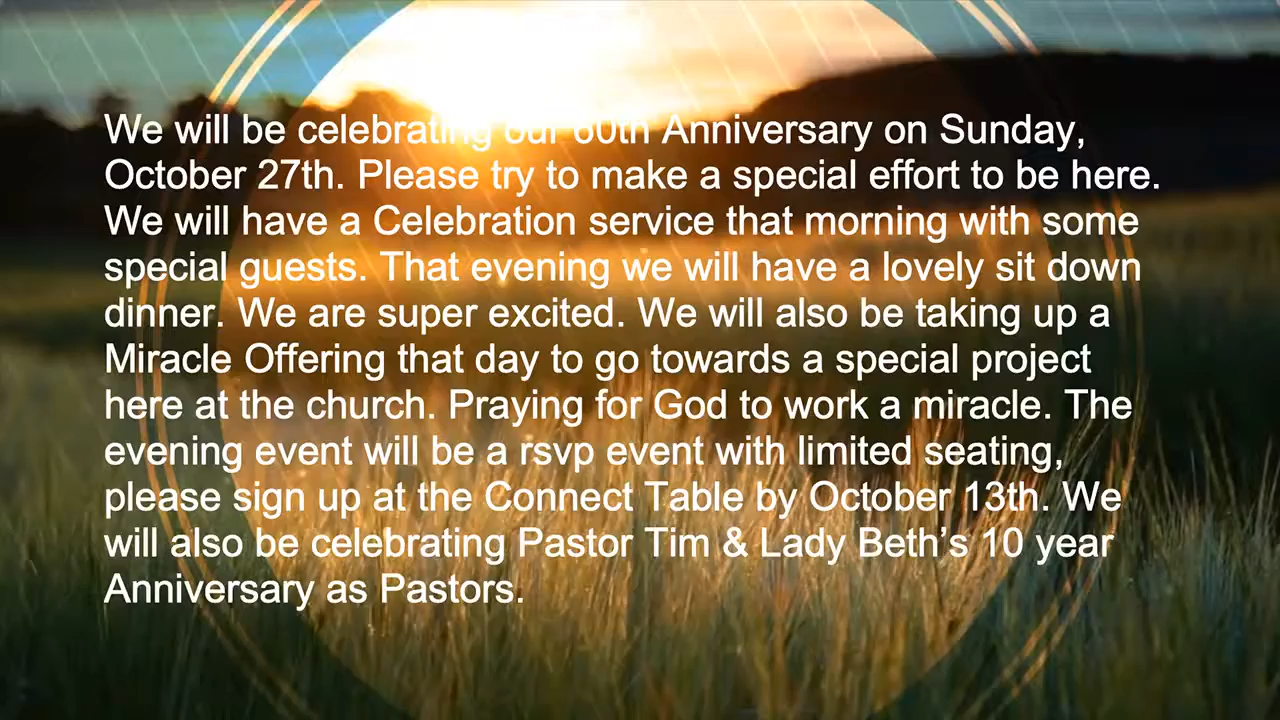 We will be celebrating our 60th Anniversary on Sunday,
October 27th. Please try to make a special effort to be here.
We will have a Celebration service that morning with some
special guests. That evening we will have a lovely sit down
dinner. We are super excited. We will also be taking up a
Miracle Offering that day to go towards a special project
here at the church. Praying for God to work a miracle. The
evening event will be a rsvp event with limited seating,
please sign up at the Connect Table by October 13th. We
will also be celebrating Pastor Tim & Lady Beth’s 10 year
Anniversary as Pastors.